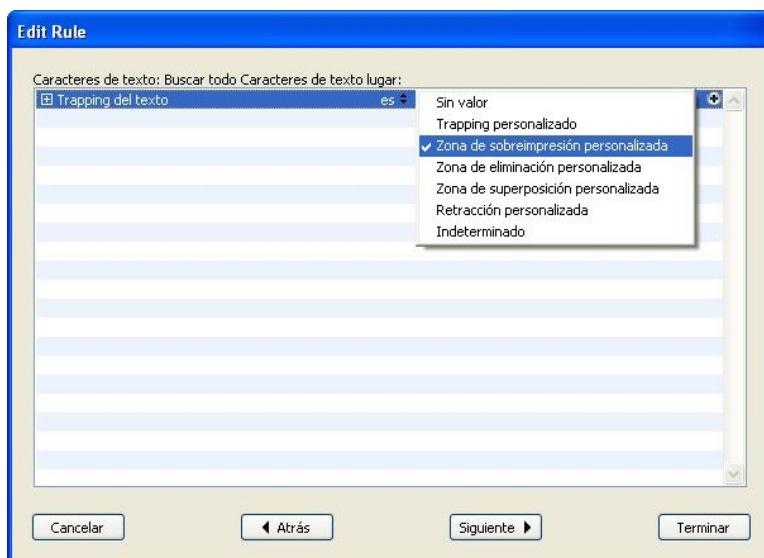 Edit Rule
Caracteres de texto: Buscar todo Caracteres de texto lugar:
Trapping del texto es
Sin valor
Trapping personalizado
Zona de sobreimpresión personalizada
Zona de eliminación personalizada
Zona de superposición personalizada
Retracción personalizada
Indeterminado
Cancelar Atrás Siguiente Terminar